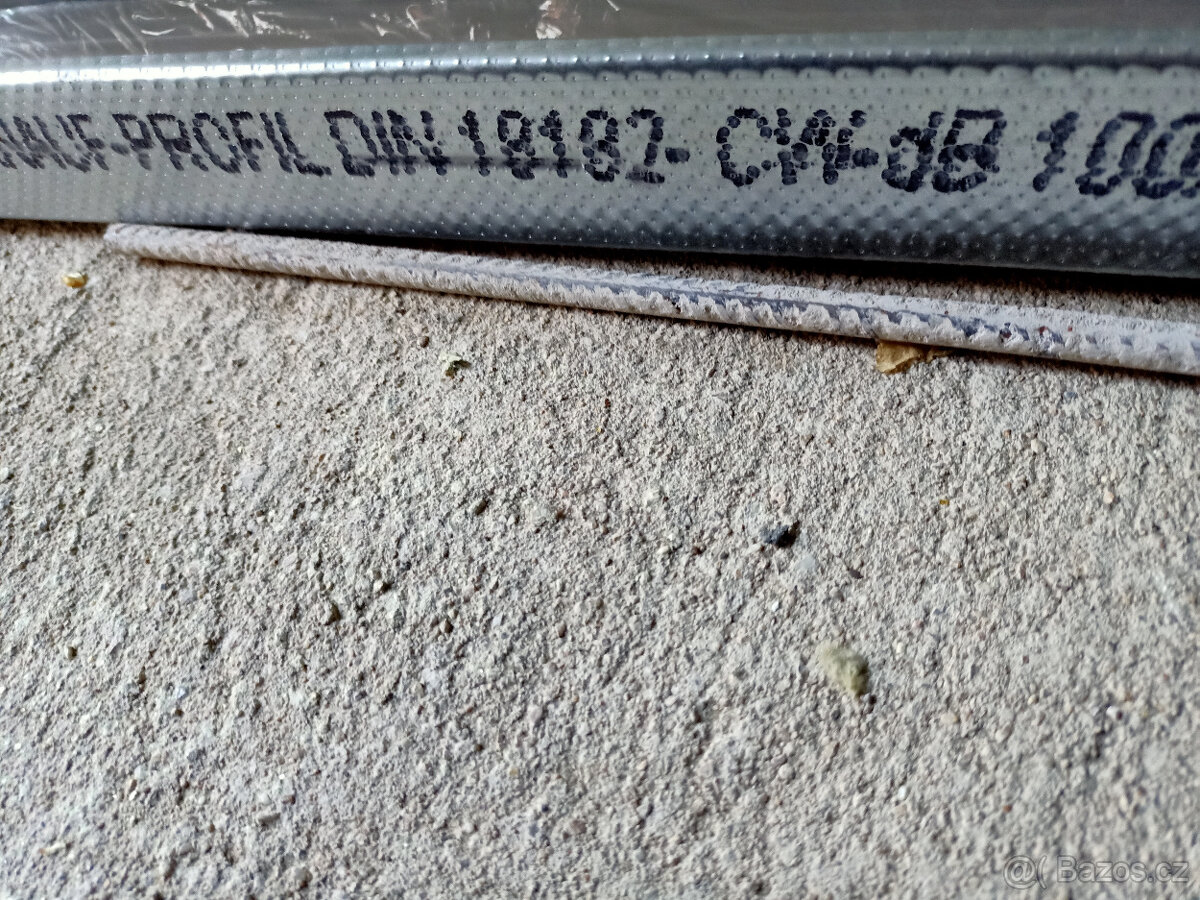 NAUF-PROFIL DIN 18182- CW-dB 100
@( Bazos.cz